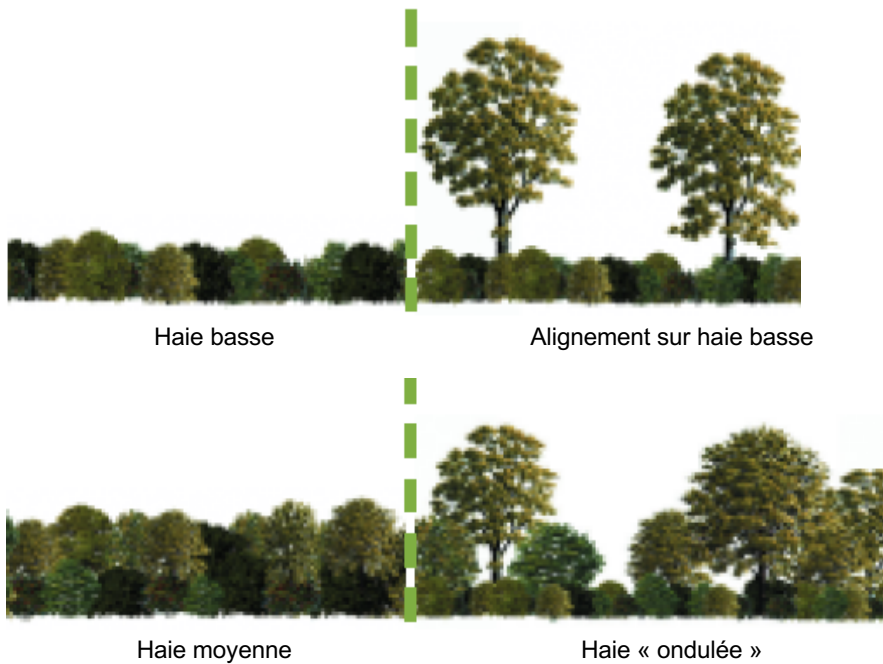 Haie basse
Alignement sur haie basse
Haie moyenne
Haie « ondulée »